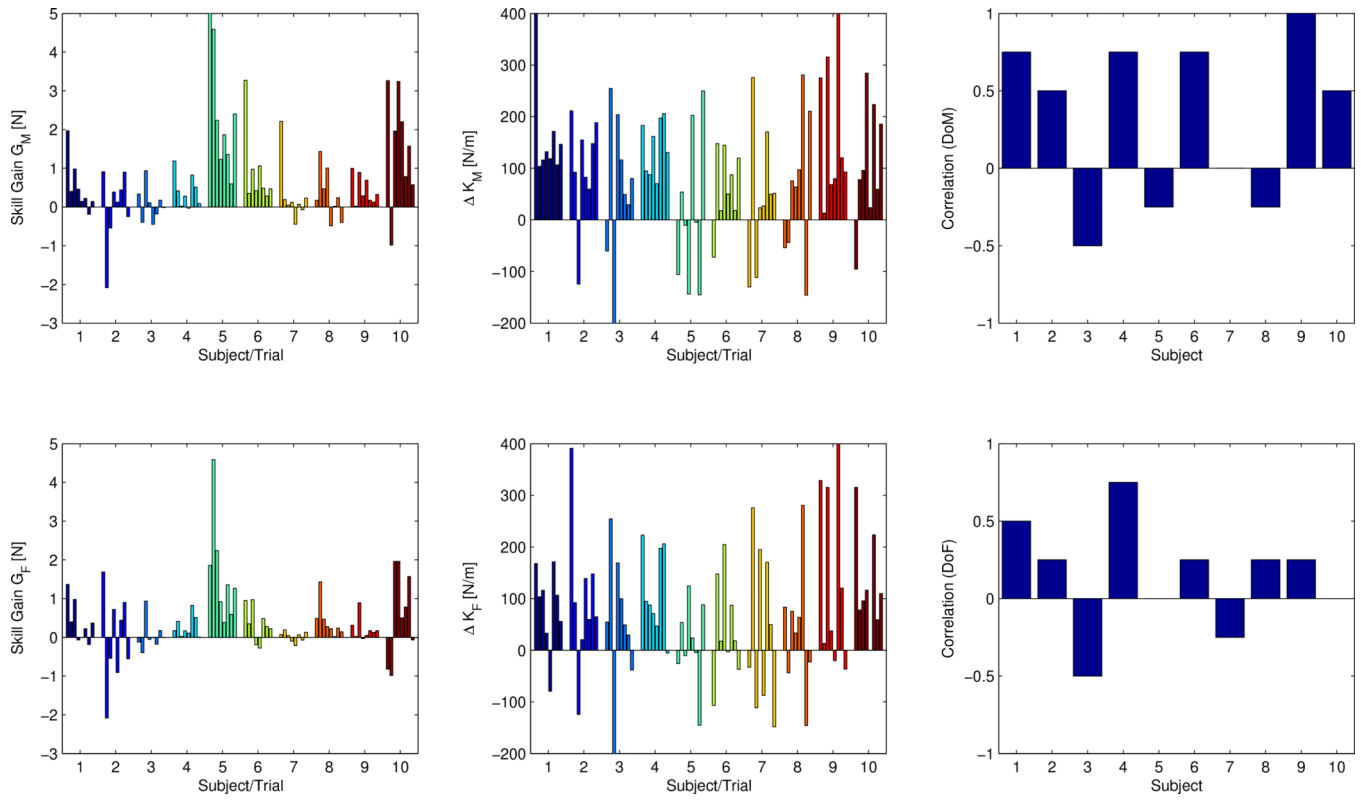 Skill Gain G_M [N]
5
4
3
2
1
0
−1
−2
−3
1 2 3 4 5 6 7 8 9 10
Subject/Trial
Δ K_M [N/m]
400
300
200
100
0
−100
−200
1 2 3 4 5 6 7 8 9 10
Subject/Trial
Correlation (DoM)
1
0.5
0
−0.5
−1
1 2 3 4 5 6 7 8 9 10
Subject
Skill Gain G_F [N]
5
4
3
2
1
0
−1
−2
−3
1 2 3 4 5 6 7 8 9 10
Subject/Trial
Δ K_F [N/m]
400
300
200
100
0
−100
−200
1 2 3 4 5 6 7 8 9 10
Subject/Trial
Correlation (DoF)
1
0.5
0
−0.5
−1
1 2 3 4 5 6 7 8 9 10
Subject